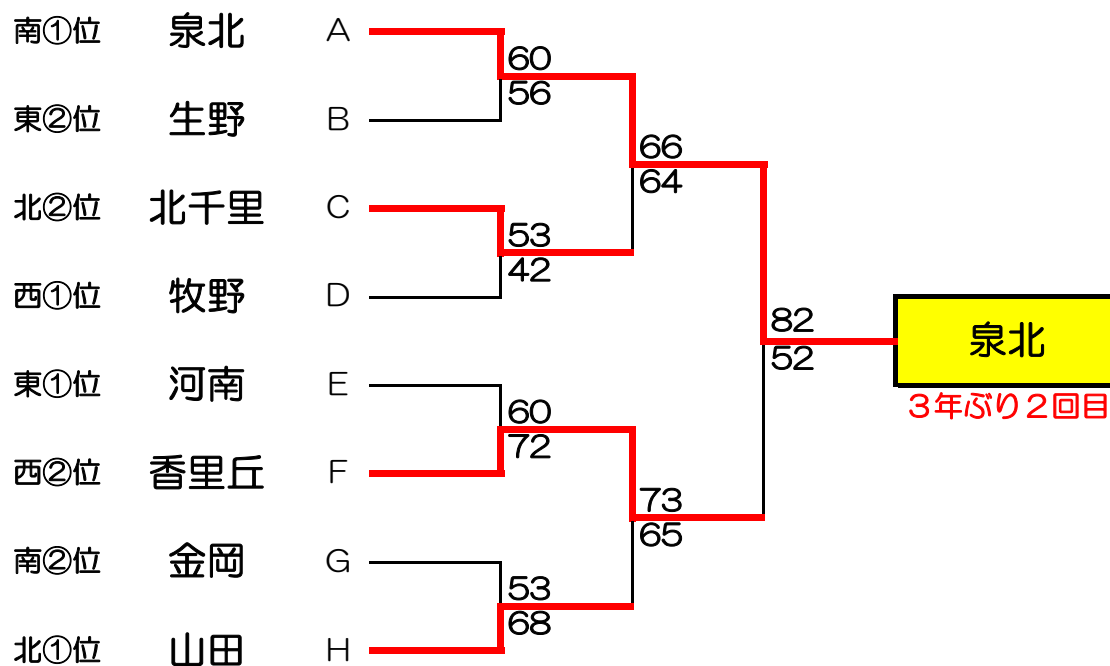 南①位 泉北 A
60
56
東②位 生野 B
66
64
北②位 北千里 C
53
42
西①位 牧野 D
82
52
泉北
3年ぶり2回目
東①位 河南 E
60
72
西②位 香里丘 F
73
65
南②位 金岡 G
53
68
北①位 山田 H